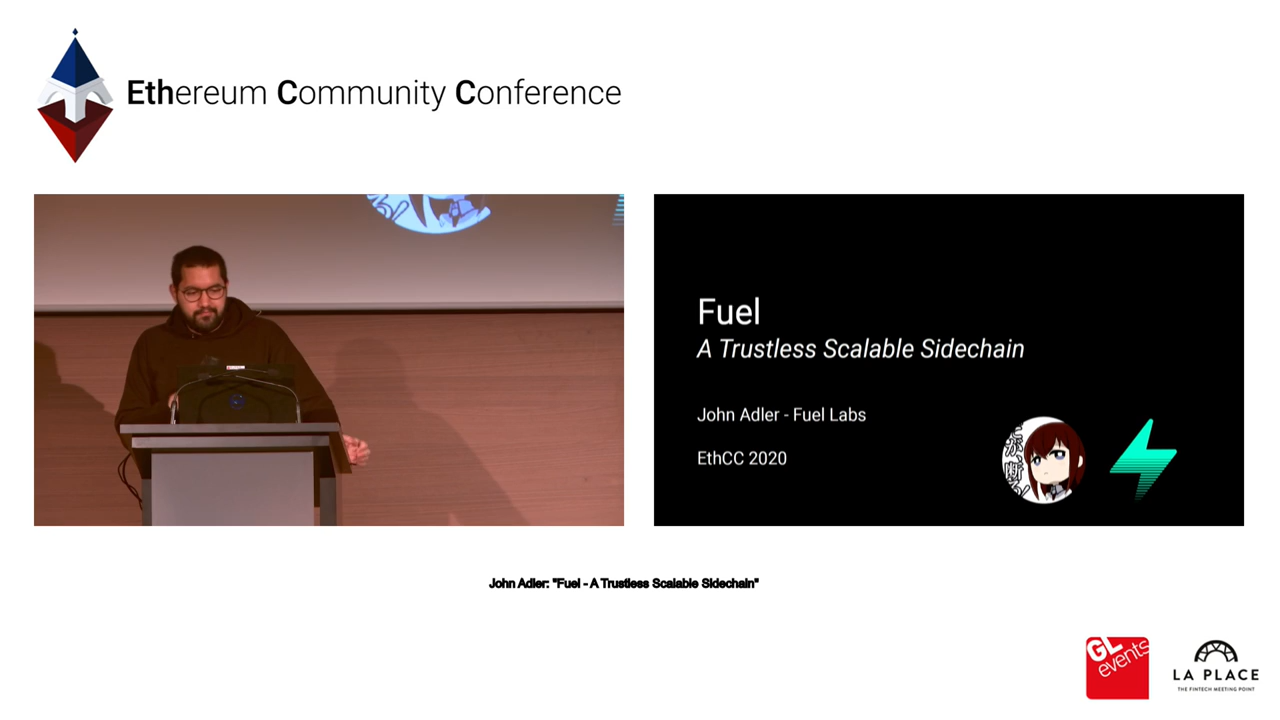 Ethereum Community Conference
Fuel
A Trustless Scalable Sidechain
John Adler - Fuel Labs
EthCC 2020
John Adler: "Fuel - A Trustless Scalable Sidechain"
GL
events
LA PLACE
THE FINTECH MEETING POINT